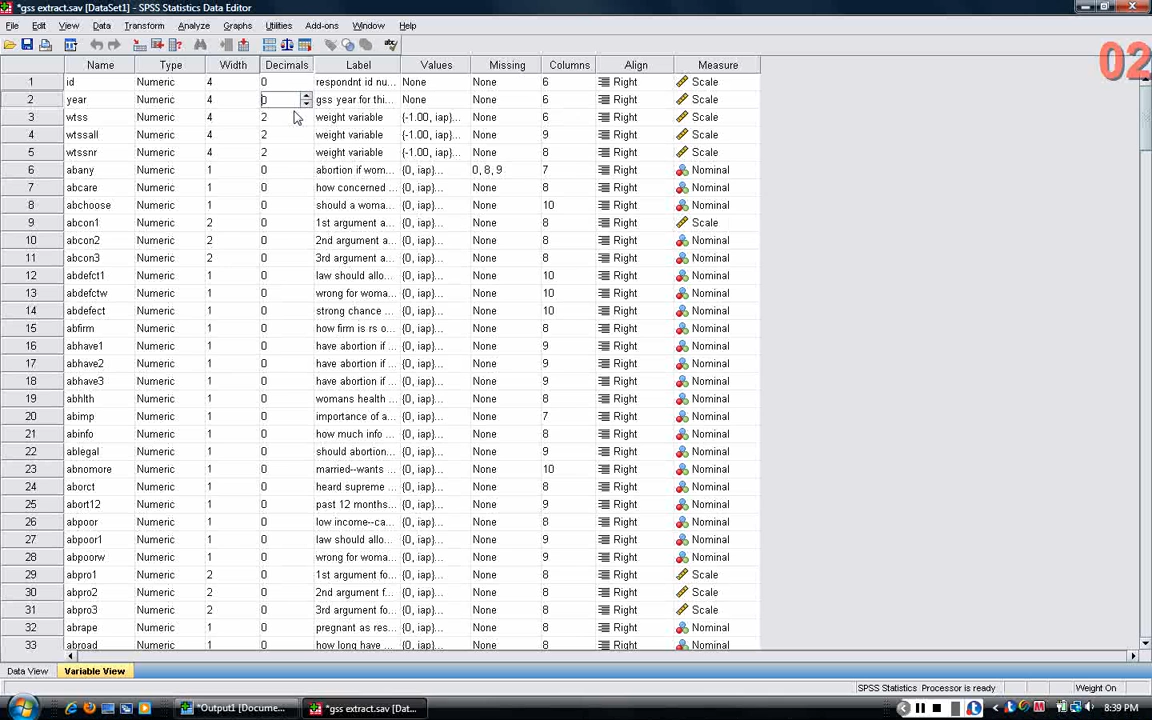 *gss extract.sav [DataSet1] - SPSS Statistics Data Editor
File Edit View Data Transform Analyze Graphs Utilities Add-ons Window Help
02
Name Type Width Decimals Label Values Missing Columns Align Measure
1 id Numeric 4 0 respondnt id nu... None None 6 Right Scale
2 year Numeric 4 0 gss year for thi... None None 6 Right Scale
3 wtss Numeric 4 2 weight variable {-1.00, iap}... None 6 Right Scale
4 wtssall Numeric 4 2 weight variable {-1.00, iap}... None 9 Right Scale
5 wtssnr Numeric 4 2 weight variable {-1.00, iap}... None 8 Right Scale
6 abany Numeric 1 0 abortion if wom... {0, iap}... 0, 8, 9 7 Right Nominal
7 abcare Numeric 1 0 how concerned {0, iap}... None 8 Right Nominal
8 abchoose Numeric 1 0 should a woma... {0, iap}... None 10 Right Nominal
9 abcon1 Numeric 2 0 1st argument a... {0, iap}... None 8 Right Scale
10 abcon2 Numeric 2 0 2nd argument a... {0, iap}... None 8 Right Nominal
11 abcon3 Numeric 2 0 3rd argument a... {0, iap}... None 8 Right Nominal
12 abdefct1 Numeric 1 0 law should allo... {0, iap}... None 10 Right Nominal
13 abdefctw Numeric 1 0 wrong for woma... {0, iap}... None 10 Right Nominal
14 abdefect Numeric 1 0 strong chance {0, iap}... None 10 Right Nominal
15 abfirm Numeric 1 0 how firm is rs o... {0, iap}... None 8 Right Nominal
16 abhave1 Numeric 1 0 have abortion if {0, iap}... None 9 Right Nominal
17 abhave2 Numeric 1 0 have abortion if {0, iap}... None 9 Right Nominal
18 abhave3 Numeric 1 0 have abortion if {0, iap}... None 9 Right Nominal
19 abhlth Numeric 1 0 womans health {0, iap}... None 8 Right Nominal
20 abimp Numeric 1 0 importance of a... {0, iap}... None 7 Right Nominal
21 abinfo Numeric 1 0 how much info {0, iap}... None 8 Right Nominal
22 ablegal Numeric 1 0 should abortion... {0, iap}... None 9 Right Nominal
23 abnomore Numeric 1 0 married--wants {0, iap}... None 10 Right Nominal
24 aborct Numeric 1 0 heard supreme {0, iap}... None 8 Right Nominal
25 abort12 Numeric 1 0 past 12 months... {0, iap}... None 9 Right Nominal
26 abpoor Numeric 1 0 low income--ca... {0, iap}... None 8 Right Nominal
27 abpoor1 Numeric 1 0 law should allo... {0, iap}... None 9 Right Nominal
28 abpoorw Numeric 1 0 wrong for woma... {0, iap}... None 9 Right Nominal
29 abpro1 Numeric 2 0 1st argument fo... {0, iap}... None 8 Right Scale
30 abpro2 Numeric 2 0 2nd argument f... {0, iap}... None 8 Right Scale
31 abpro3 Numeric 2 0 3rd argument fo... {0, iap}... None 8 Right Scale
32 abrape Numeric 1 0 pregnant as res... {0, iap}... None 8 Right Nominal
33 abroad Numeric 1 0 how long have {0, iap}... None 8 Right Nominal
Data View Variable View
SPSS Statistics Processor is ready Weight On
*Output1 [Docume... *gss extract.sav [Dat... 8:39 PM